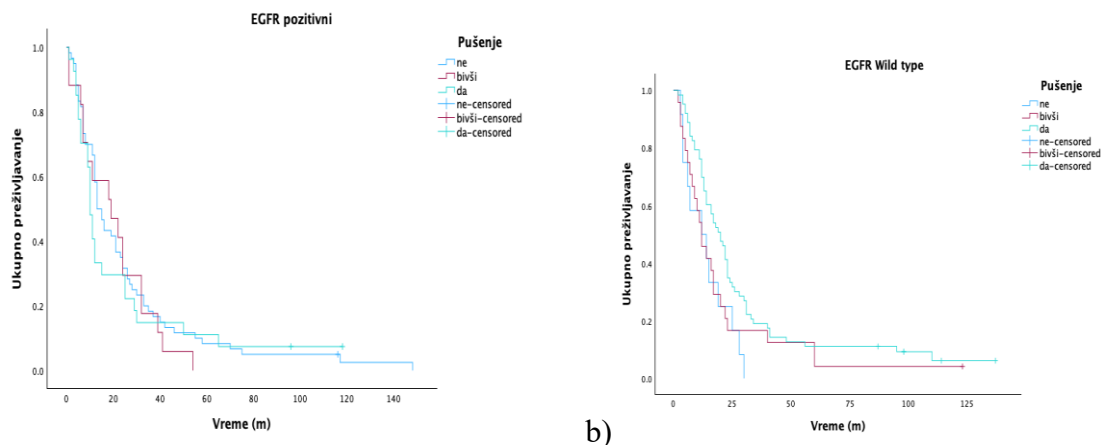 EGFR pozitivni
Ukupno preživljavanje
1.0
0.8
0.6
0.4
0.2
0.0
0
20
40
60
80
100
120
140
Vreme (m)
Pušenje
ne
bivši
da
ne-censored
bivši-censored
da-censored
b)
EGFR Wild type
Ukupno preživljavanje
1.0
0.8
0.6
0.4
0.2
0.0
0
25
50
75
100
125
Vreme (m)
Pušenje
ne
bivši
da
ne-censored
bivši-censored
da-censored